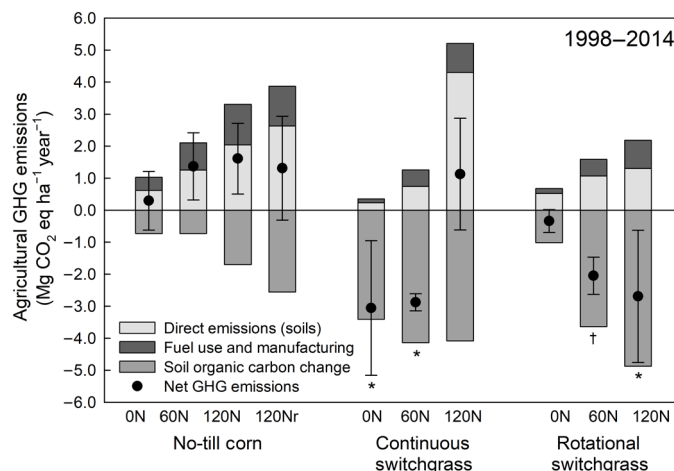 Agricultural GHG emissions
(Mg CO₂ eq ha⁻¹ year⁻¹)
6.0
5.0
4.0
3.0
2.0
1.0
0
−1.0
−2.0
−3.0
−4.0
−5.0
−6.0
1998–2014
Direct emissions (soils)
Fuel use and manufacturing
Soil organic carbon change
Net GHG emissions
* * † *
0N 60N 120N 120Nr 0N 60N 120N 0N 60N 120N
No-till corn Continuous switchgrass Rotational switchgrass